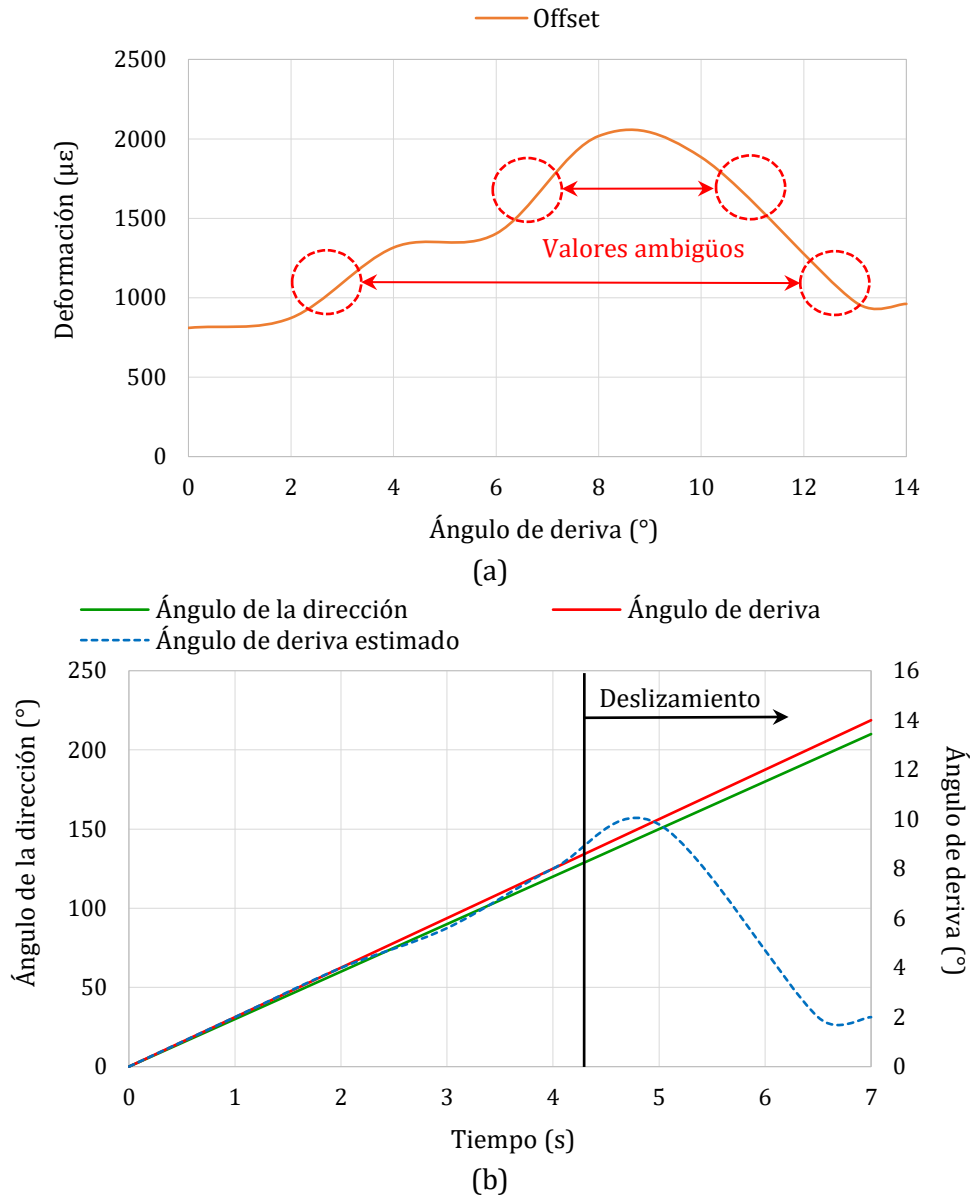 Offset
2500
2000
1500
1000
500
0
Deformación (με)
Valores ambigüos
0 2 4 6 8 10 12 14
Ángulo de deriva (°)
(a)
Ángulo de la dirección Ángulo de deriva
Ángulo de deriva estimado
250
200
150
100
50
0
Ángulo de la dirección (°)
Deslizamiento
16
14
12
10
8
6
4
2
0
Ángulo de
deriva (°)
0 1 2 3 4 5 6 7
Tiempo (s)
(b)